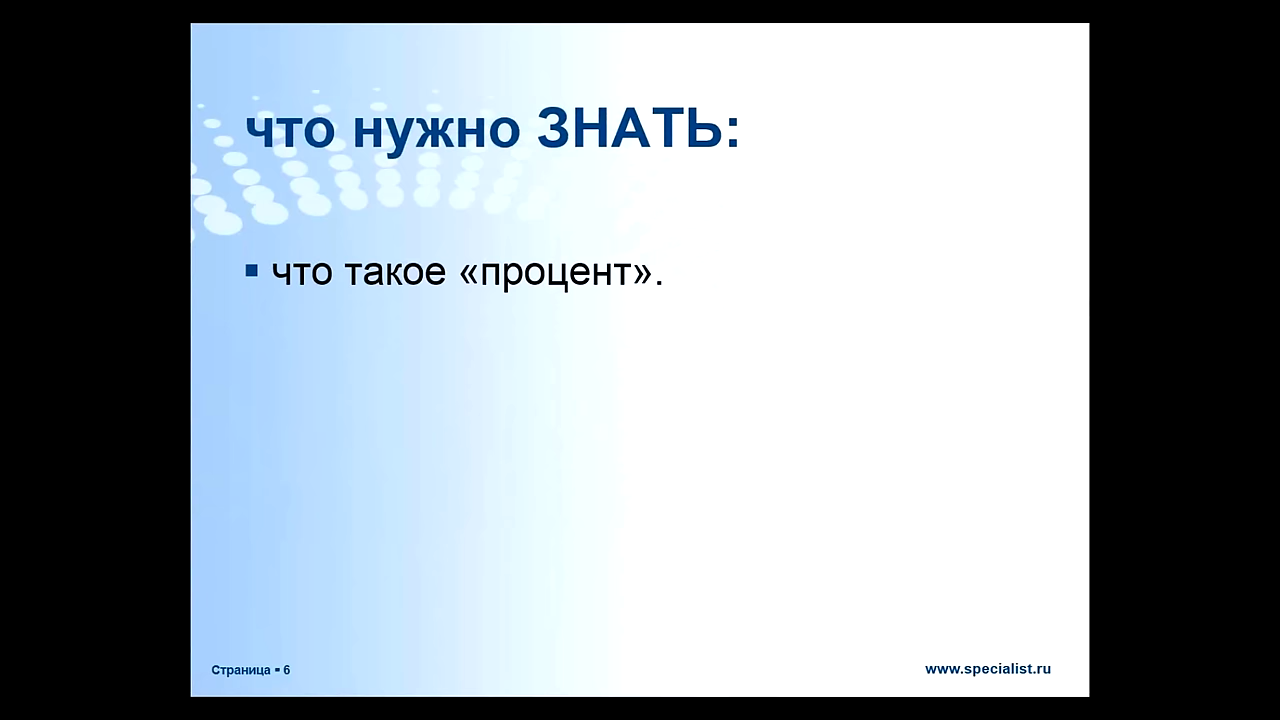 что нужно ЗНАТЬ:
▪ что такое «процент».
Страница ▪ 6
www.specialist.ru